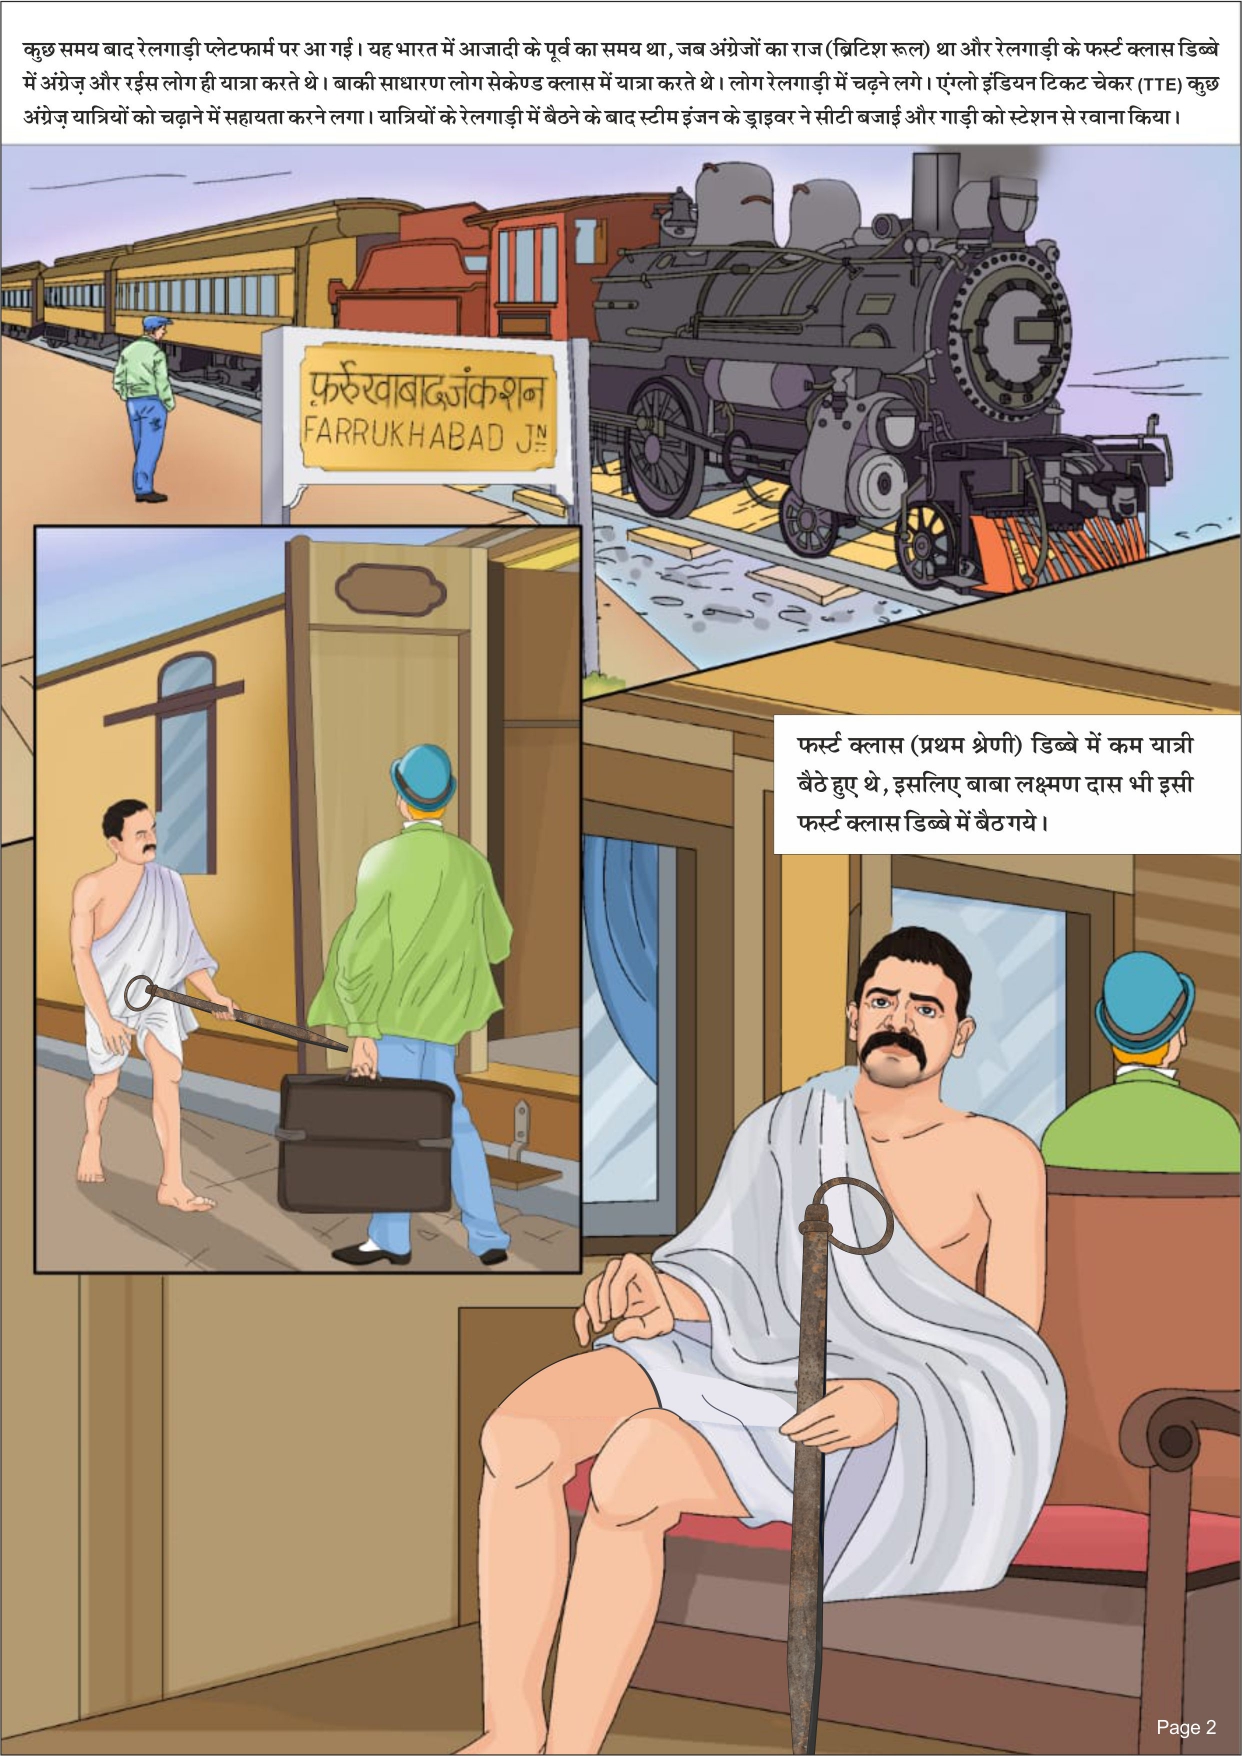 कुछ समय बाद रेलगाड़ी प्लेटफार्म पर आ गई। यह भारत में आजादी के पूर्व का समय था, जब अंग्रेजों का राज (ब्रिटिश रूल) था और रेलगाड़ी के फर्स्ट क्लास डिब्बे
में अंग्रेज़ और रईस लोग ही यात्रा करते थे। बाकी साधारण लोग सेकेण्ड क्लास में यात्रा करते थे। लोग रेलगाड़ी में चढ़ने लगे। एंग्लो इंडियन टिकट चेकर (TTE) कुछ
अंग्रेज़ यात्रियों को चढ़ाने में सहायता करने लगा। यात्रियों के रेलगाड़ी में बैठने के बाद स्टीम इंजन के ड्राइवर ने सीटी बजाई और गाड़ी को स्टेशन से रवाना किया।
फ़र्रुखाबाद जंकशन
FARRUKHABAD JN
फर्स्ट क्लास (प्रथम श्रेणी) डिब्बे में कम यात्री
बैठे हुए थे, इसलिए बाबा लक्ष्मण दास भी इसी
फर्स्ट क्लास डिब्बे में बैठ गये।
Page 2